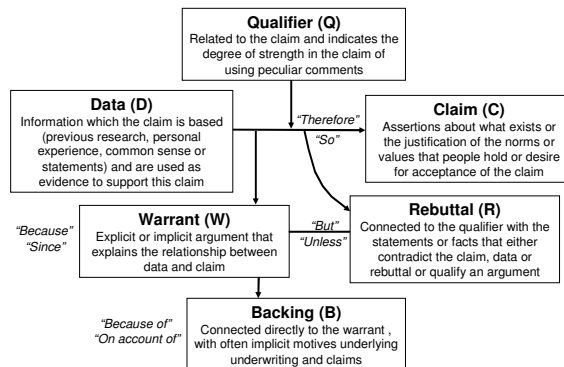 Qualifier (Q)
Related to the claim and indicates the
degree of strength in the claim of
using peculiar comments
Data (D)
Information which the claim is based
(previous research, personal
experience, common sense or
statements) and are used as
evidence to support this claim
“Therefore”
“So”
Claim (C)
Assertions about what exists or
the justification of the norms or
values that people hold or desire
for acceptance of the claim
“Because”
“Since”
Warrant (W)
Explicit or implicit argument that
explains the relationship between
data and claim
“But”
“Unless”
Rebuttal (R)
Connected to the qualifier with the
statements or facts that either
contradict the claim, data or
rebuttal or qualify an argument
“Because of”
“On account of”
Backing (B)
Connected directly to the warrant ,
with often implicit motives underlying
underwriting and claims